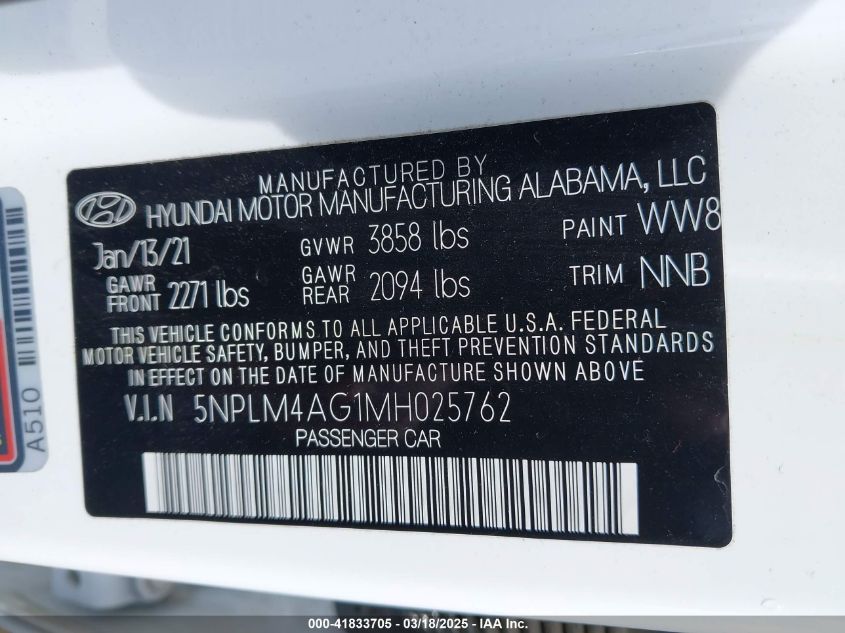 MANUFACTURED BY
HYUNDAI MOTOR MANUFACTURING ALABAMA, LLC
Jan/13/21 GVWR 3858 lbs PAINT WW8
GAWR FRONT 2271 lbs GAWR REAR 2094 lbs TRIM NNB
THIS VEHICLE CONFORMS TO ALL APPLICABLE U.S.A. FEDERAL
MOTOR VEHICLE SAFETY, BUMPER, AND THEFT PREVENTION STANDARDS
IN EFFECT ON THE DATE OF MANUFACTURE SHOWN ABOVE
V.I.N 5NPLM4AG1MH025762
PASSENGER CAR
A510
000-41833705 - 03/18/2025 - IAA Inc.